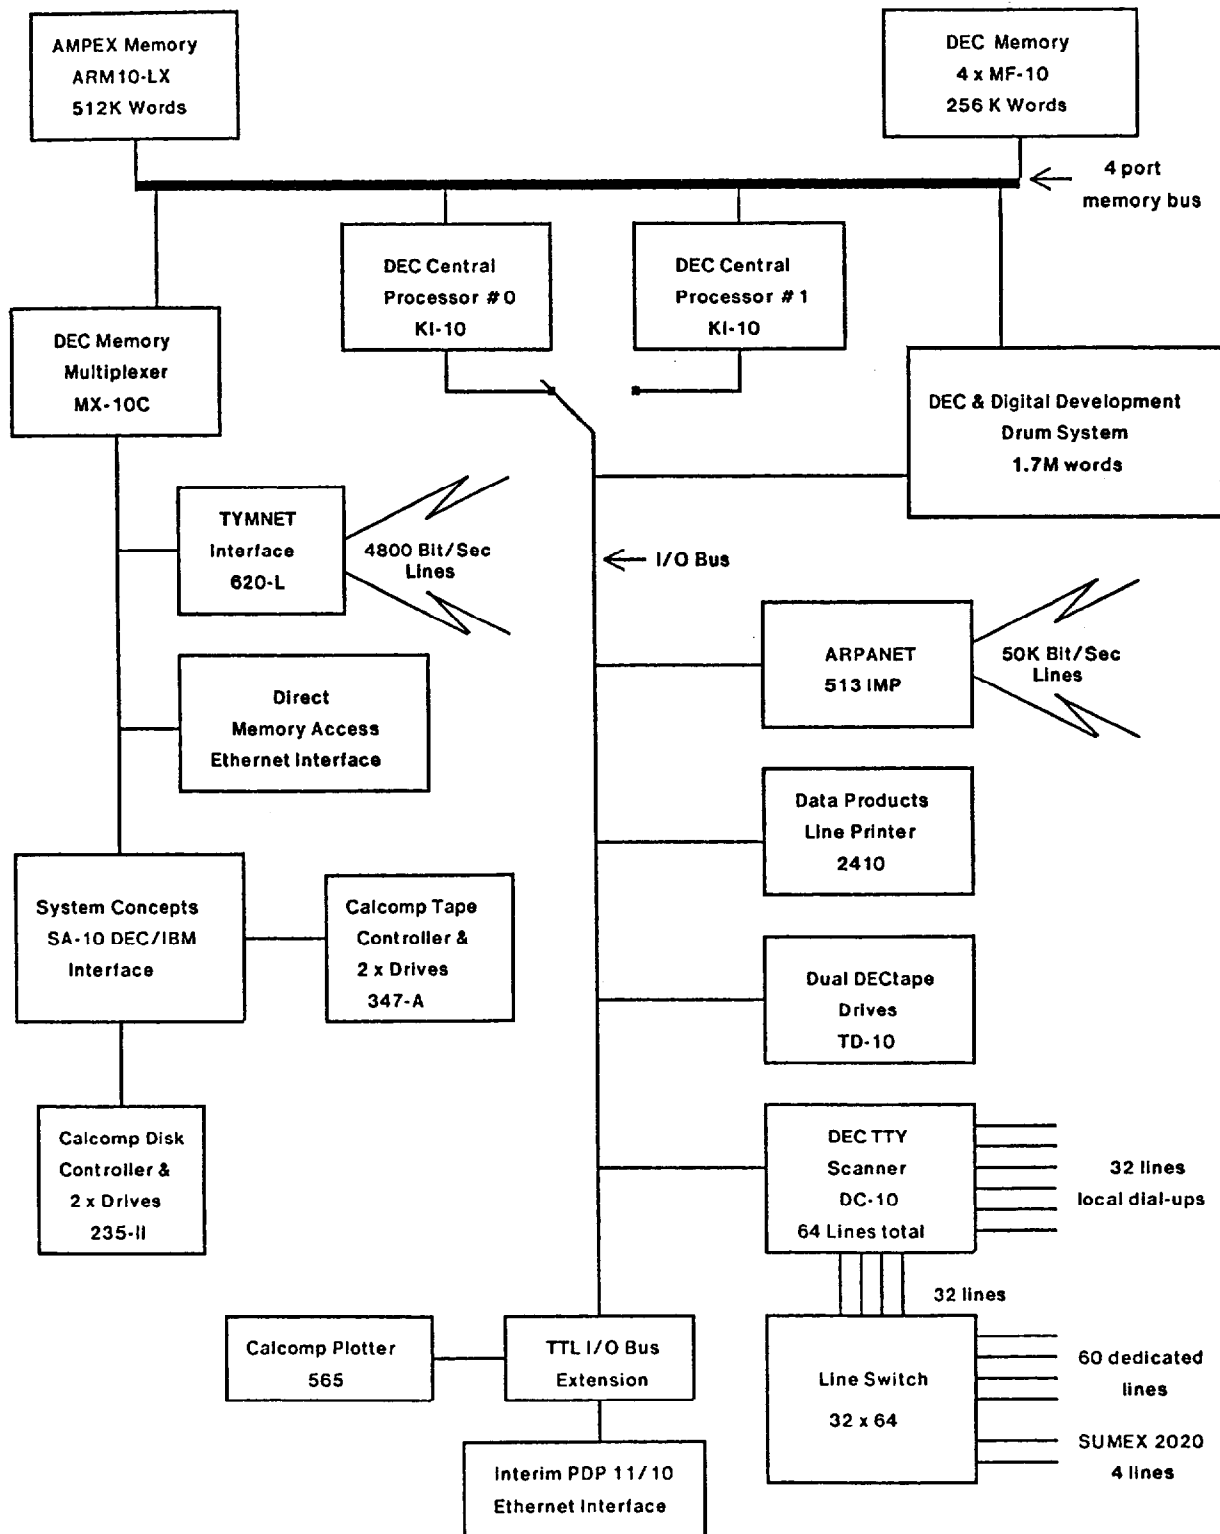 AMPEX Memory
ARM10-LX
512K Words
DEC Memory
4 x MF-10
256 K Words
4 port
memory bus
DEC Central
Processor #0
KI-10
DEC Central
Processor #1
KI-10
DEC Memory
Multiplexer
MX-10C
DEC & Digital Development
Drum System
1.7M words
TYMNET
Interface
620-L
4800 Bit/Sec
Lines
I/O Bus
ARPANET
513 IMP
50K Bit/Sec
Lines
Direct
Memory Access
Ethernet Interface
Data Products
Line Printer
2410
System Concepts
SA-10 DEC/IBM
Interface
Calcomp Tape
Controller &
2 x Drives
347-A
Dual DECtape
Drives
TD-10
Calcomp Disk
Controller &
2 x Drives
235-II
DEC TTY
Scanner
DC-10
64 Lines total
32 lines
local dial-ups
32 lines
Calcomp Plotter
565
TTL I/O Bus
Extension
Line Switch
32 x 64
60 dedicated
lines
SUMEX 2020
4 lines
Interim PDP 11/10
Ethernet Interface